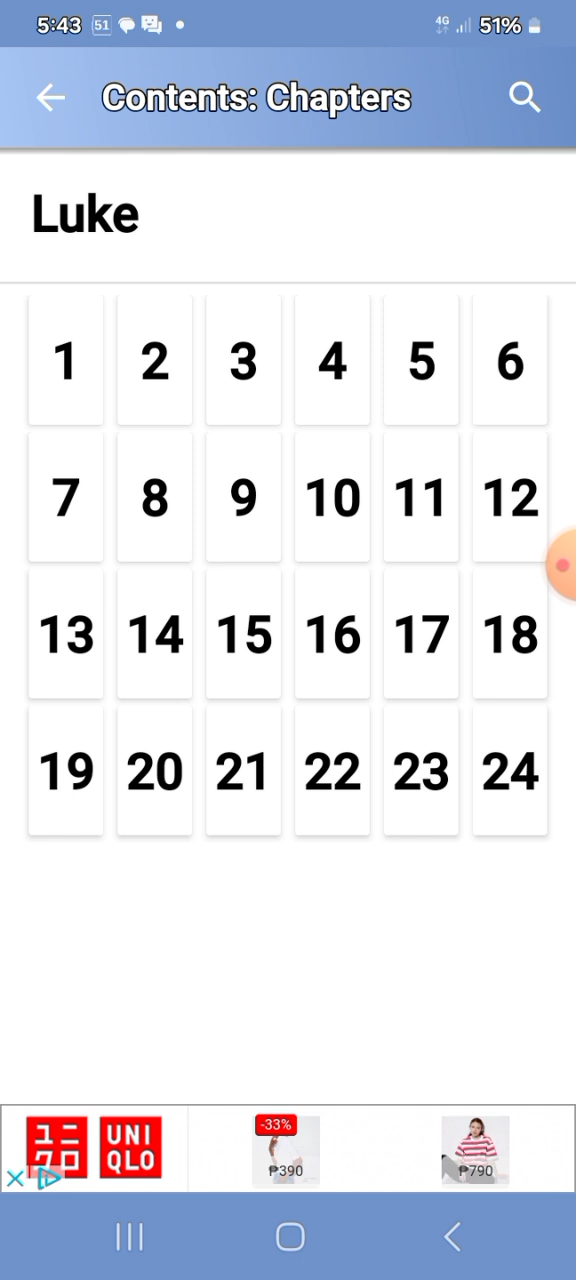 5:43 51 4G 51%
Contents: Chapters
Luke
1 2 3 4 5 6
7 8 9 10 11 12
13 14 15 16 17 18
19 20 21 22 23 24
ユニ UNI
クロ QLO
-33%
₱390 ₱790